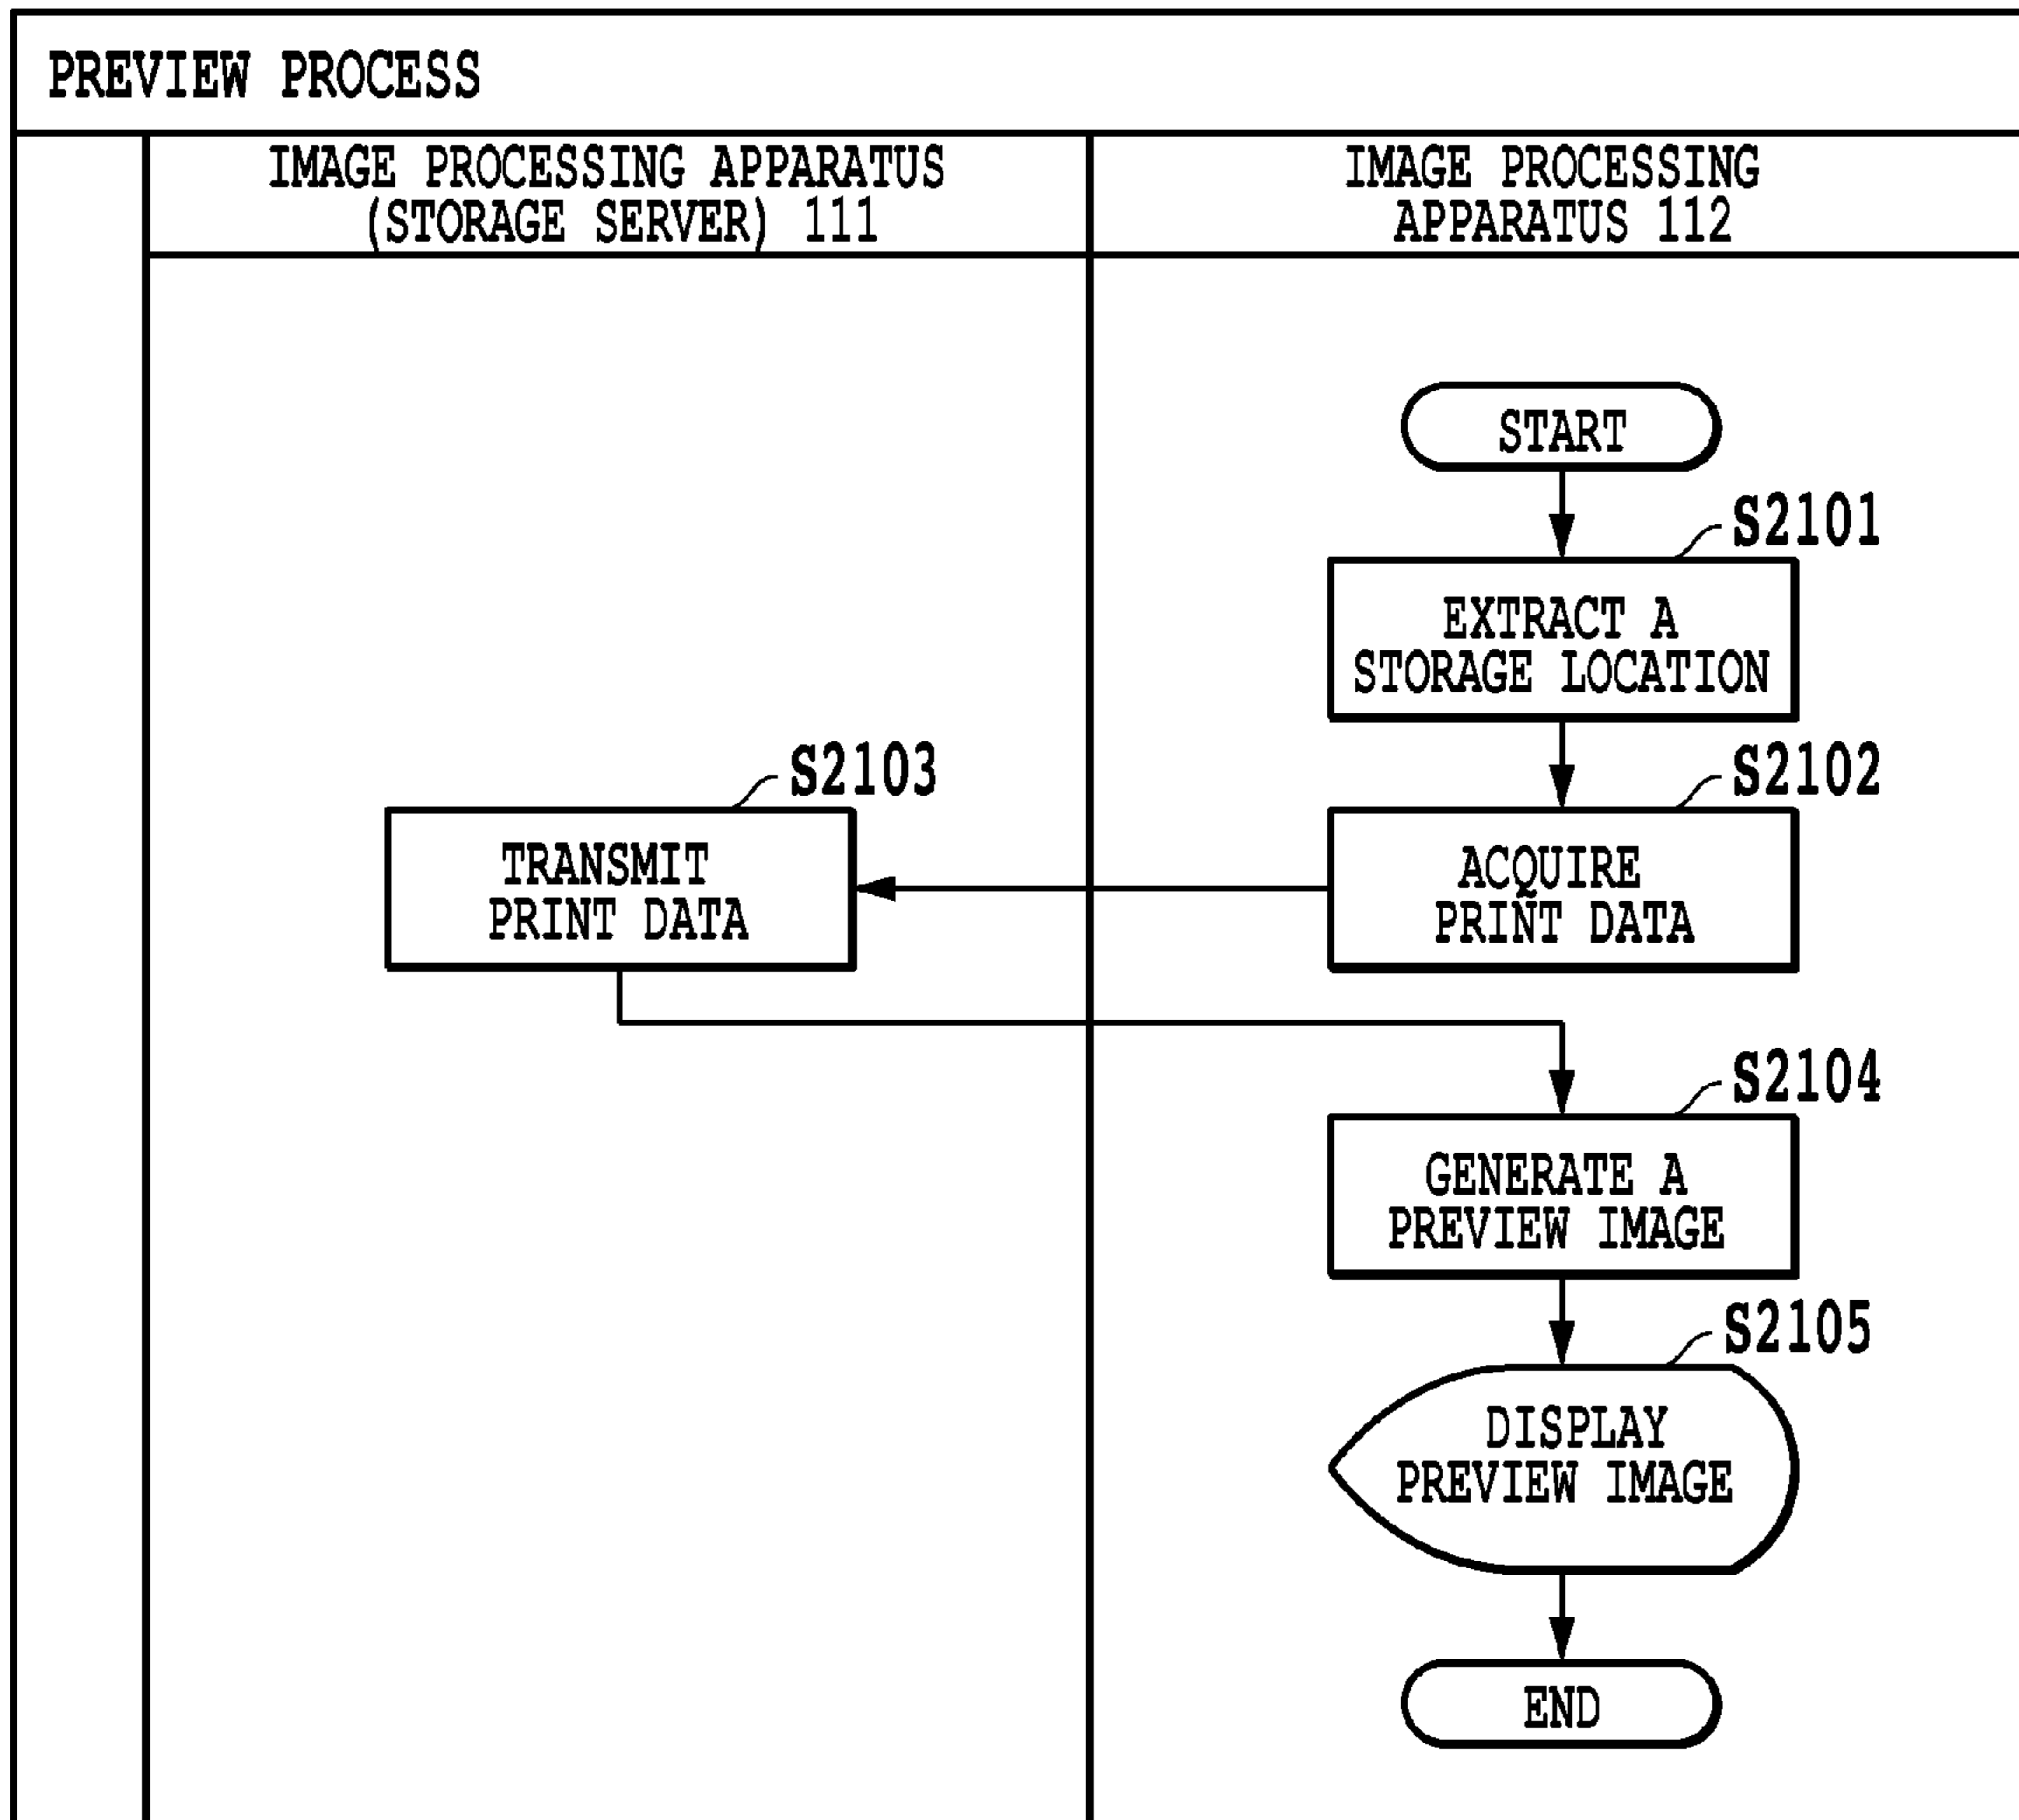 PREVIEW PROCESS
IMAGE PROCESSING APPARATUS
(STORAGE SERVER) 111
IMAGE PROCESSING
APPARATUS 112
START
S2101
EXTRACT A
STORAGE LOCATION
S2103
TRANSMIT
PRINT DATA
S2102
ACQUIRE
PRINT DATA
S2104
GENERATE A
PREVIEW IMAGE
S2105
DISPLAY
PREVIEW IMAGE
END